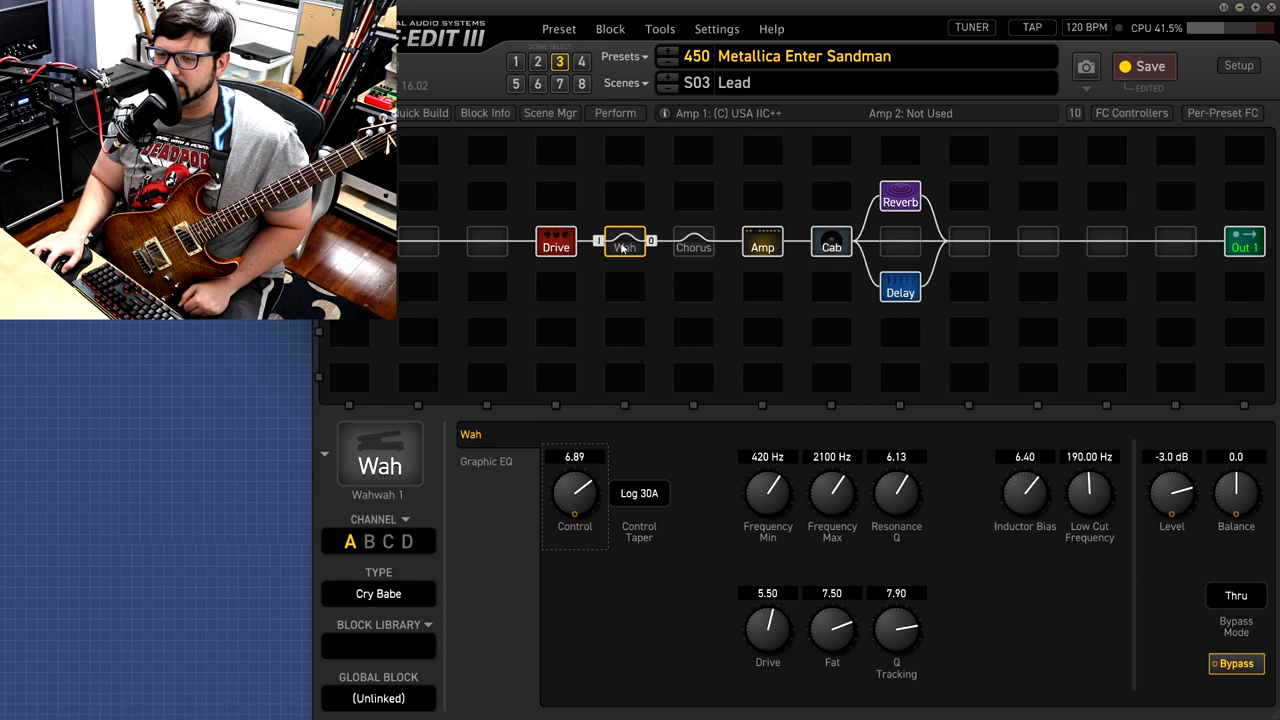 AL AUDIO SYSTEMS
-EDIT III
Preset Block Tools Settings Help
TUNER TAP 120 BPM CPU 41.5%
SCENE SELECT
1 2 3 4
5 6 7 8
Presets 450 Metallica Enter Sandman
Scenes S03 Lead
Save
EDITED
Setup
16.02
uick Build Block Info Scene Mgr Perform
Amp 1: (C) USA IIC++ Amp 2: Not Used
10 FC Controllers Per-Preset FC
DEADPOOL
Reverb
Drive I Wah O Chorus Amp Cab Out 1
Delay
Wah
Wahwah 1
CHANNEL
A B C D
TYPE
Cry Babe
BLOCK LIBRARY
GLOBAL BLOCK
(Unlinked)
Wah
Graphic EQ
6.89 420 Hz 2100 Hz 6.13 6.40 190.00 Hz -3.0 dB 0.0
Log 30A
Control Control Taper Frequency Min Frequency Max Resonance Q Inductor Bias Low Cut Frequency Level Balance
5.50 7.50 7.90
Thru
Drive Fat Q Tracking
Bypass Mode
Bypass